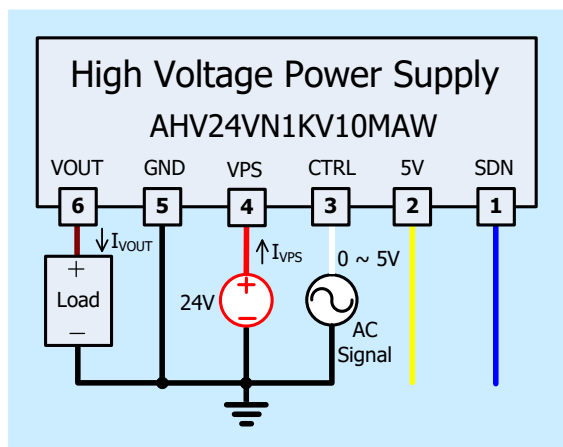 High Voltage Power Supply
AHV24VN1KV10MAW
VOUT GND VPS CTRL 5V SDN
6 5 4 3 2 1
IVOUT IVPS 0 ~ 5V
+ +
Load 24V
− −
AC
Signal